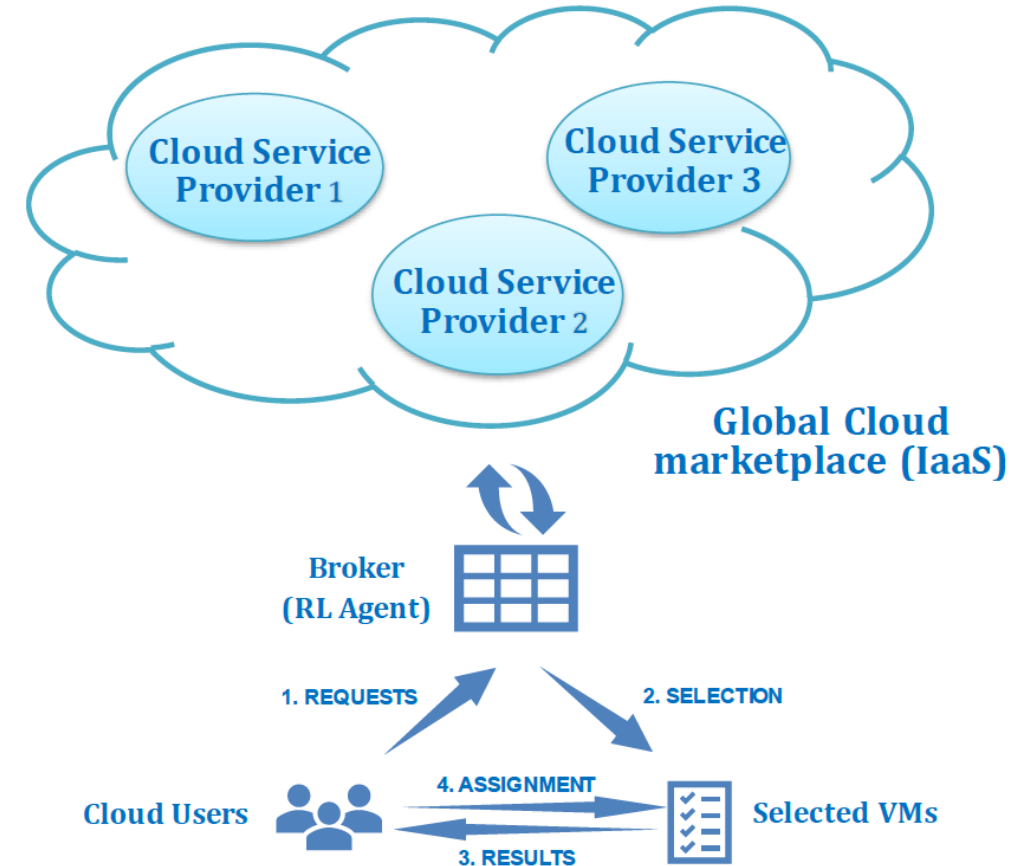 Cloud Service
Provider 1
Cloud Service
Provider 3
Cloud Service
Provider 2
Global Cloud
marketplace (IaaS)
Broker
(RL Agent)
1. REQUESTS
2. SELECTION
4. ASSIGNMENT
Cloud Users
Selected VMs
3. RESULTS